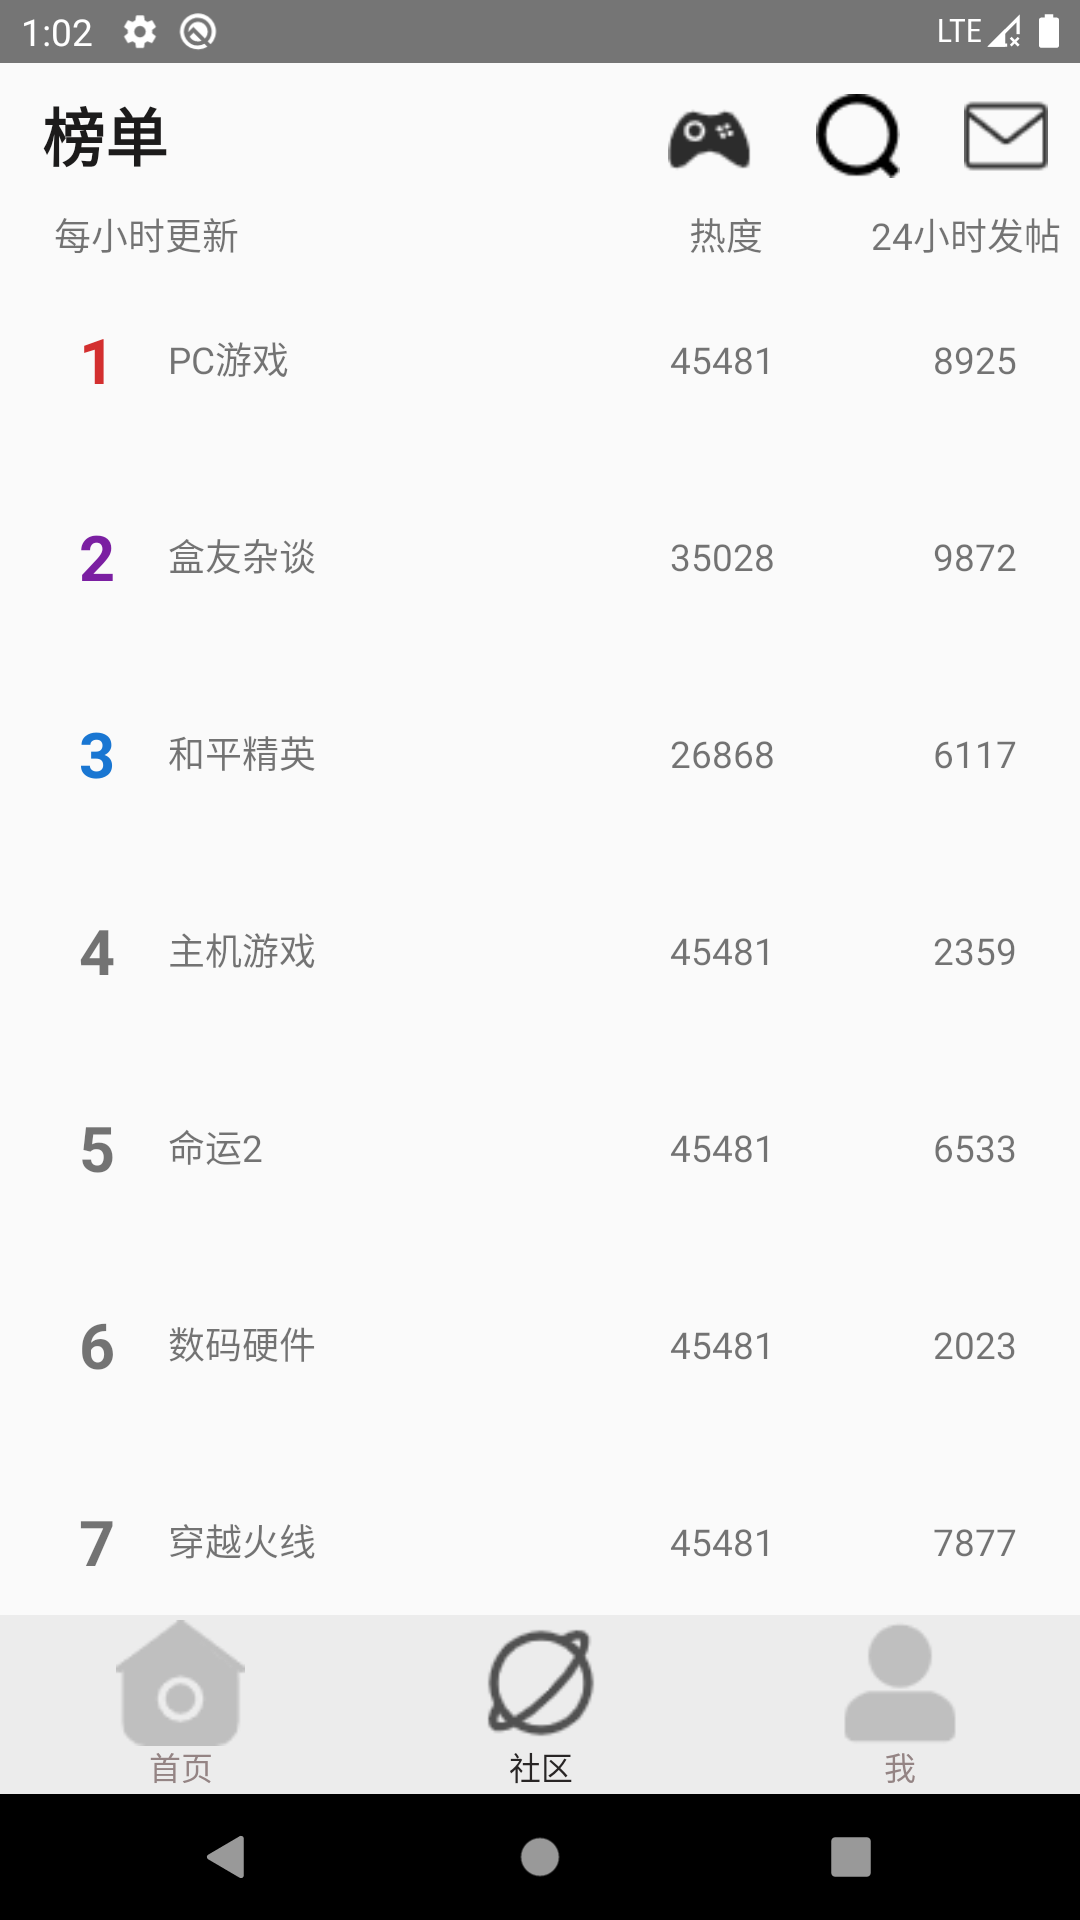 1:02 LTE
榜单
每小时更新 热度 24小时发帖
1 PC游戏 45481 8925
2 盒友杂谈 35028 9872
3 和平精英 26868 6117
4 主机游戏 45481 2359
5 命运2 45481 6533
6 数码硬件 45481 2023
7 穿越火线 45481 7877
首页 社区 我